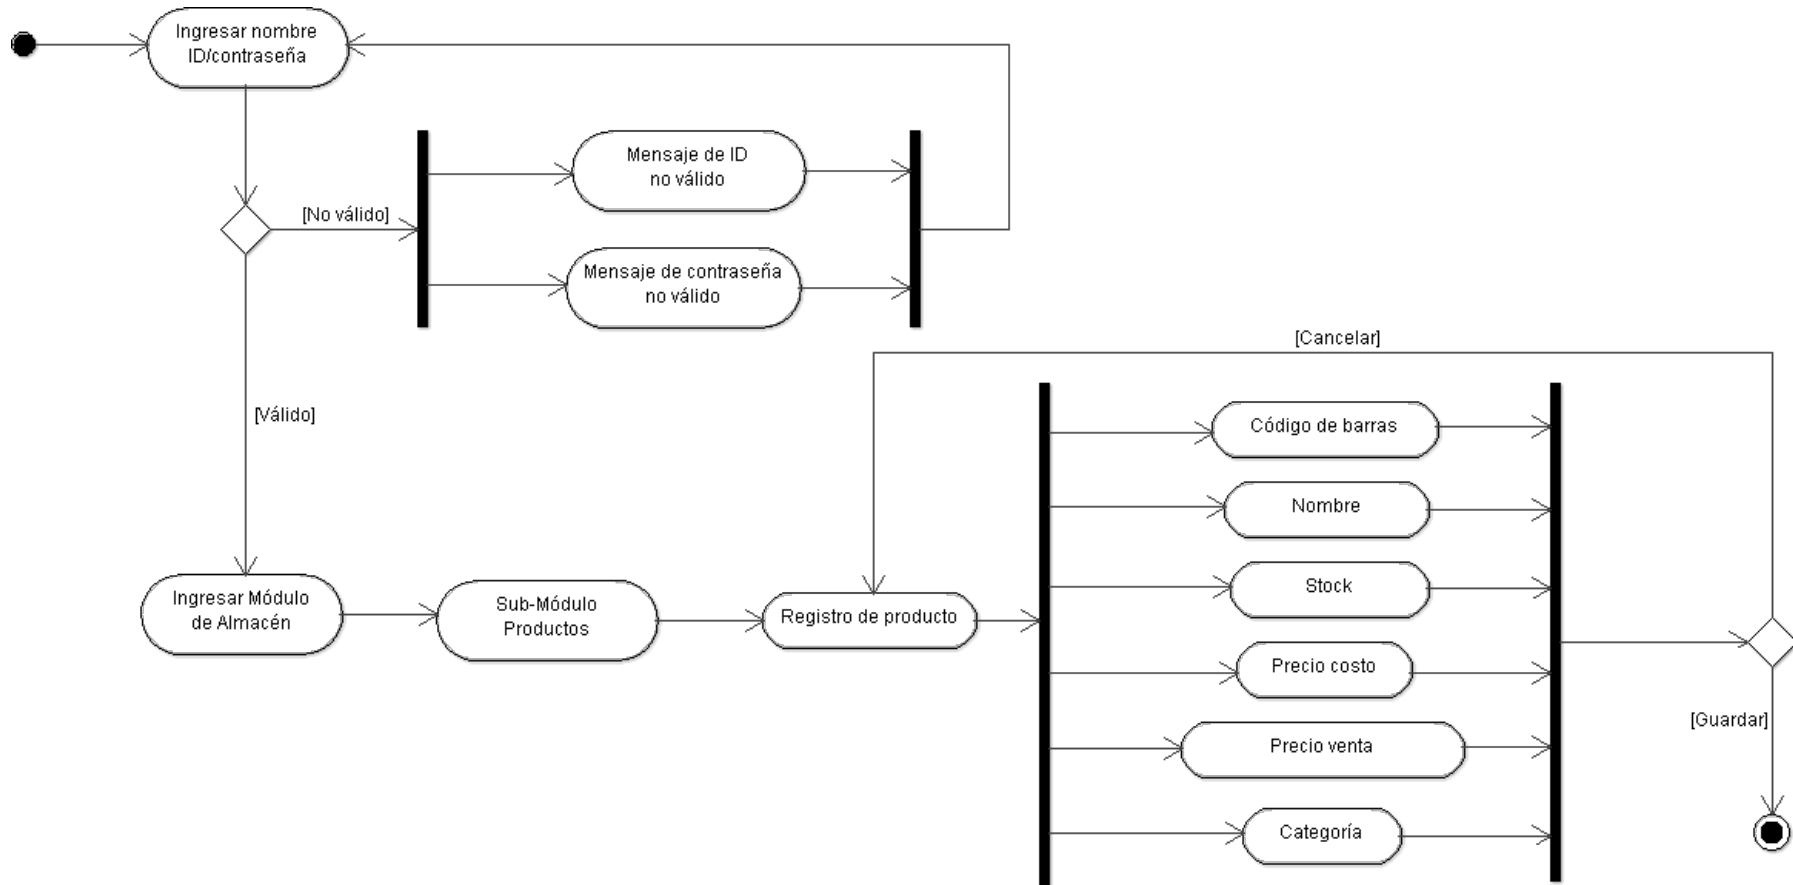 Ingresar nombre
ID/contraseña
Mensaje de ID
no válido
[No válido]
Mensaje de contraseña
no válido
[Cancelar]
[Válido]
Código de barras
Nombre
Stock
Ingresar Módulo
de Almacén
Sub-Módulo
Productos
Registro de producto
Precio costo
[Guardar]
Precio venta
Categoría